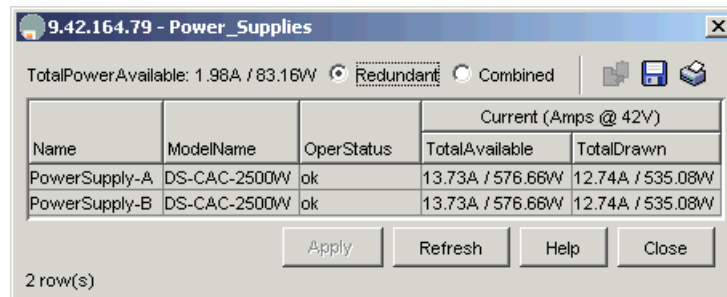 9.42.164.79 - Power_Supplies
TotalPowerAvailable: 1.98A / 83.16W Redundant Combined
Current (Amps @ 42V)
Name ModelName OperStatus TotalAvailable TotalDrawn
PowerSupply-A DS-CAC-2500W ok 13.73A / 576.66W 12.74A / 535.08W
PowerSupply-B DS-CAC-2500W ok 13.73A / 576.66W 12.74A / 535.08W
Apply Refresh Help Close
2 row(s)